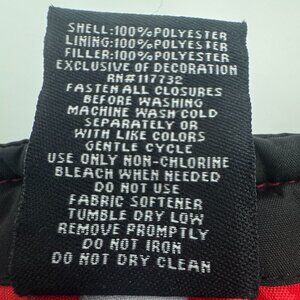 SHELL:100%POLYESTER
LINING:100%POLYESTER
FILLER:100%POLYESTER
EXCLUSIVE OF DECORATION
RN#117732
FASTEN ALL CLOSURES
BEFORE WASHING
MACHINE WASH COLD
SEPARATELY OR
WITH LIKE COLORS
GENTLE CYCLE
USE ONLY NON-CHLORINE
BLEACH WHEN NEEDED
DO NOT USE
FABRIC SOFTENER
TUMBLE DRY LOW
REMOVE PROMPTLY
DO NOT IRON
DO NOT DRY CLEAN